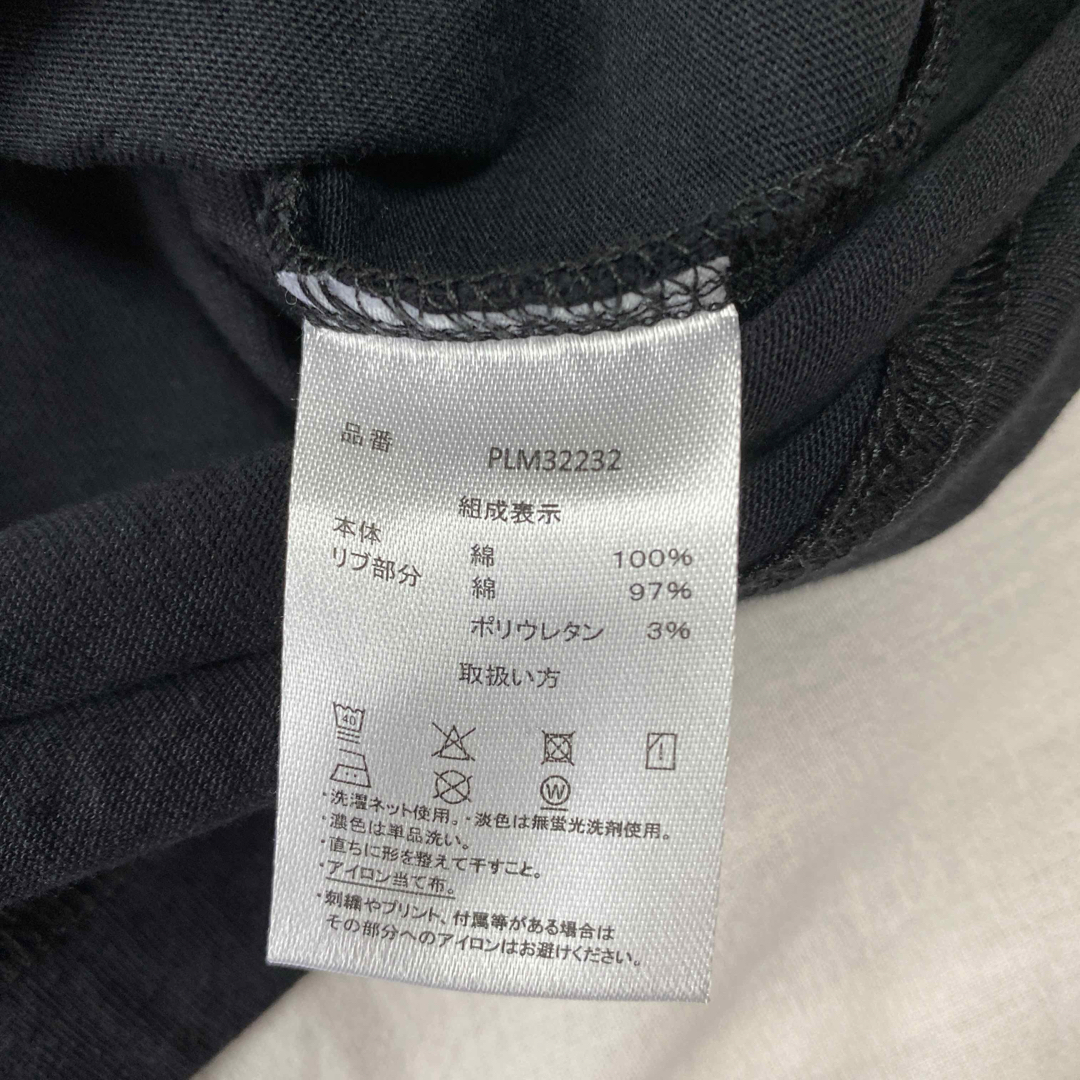 品番 PLM32232
組成表示
本体 綿 100%
リブ部分 綿 97%
ポリウレタン 3%
取扱い方
40
W
・洗濯ネット使用。・淡色は無蛍光洗剤使用。
・濃色は単品洗い。
・直ちに形を整えて干すこと。
・アイロン当て布。
・刺繍やプリント、付属等がある場合は
その部分へのアイロンはお避けください。